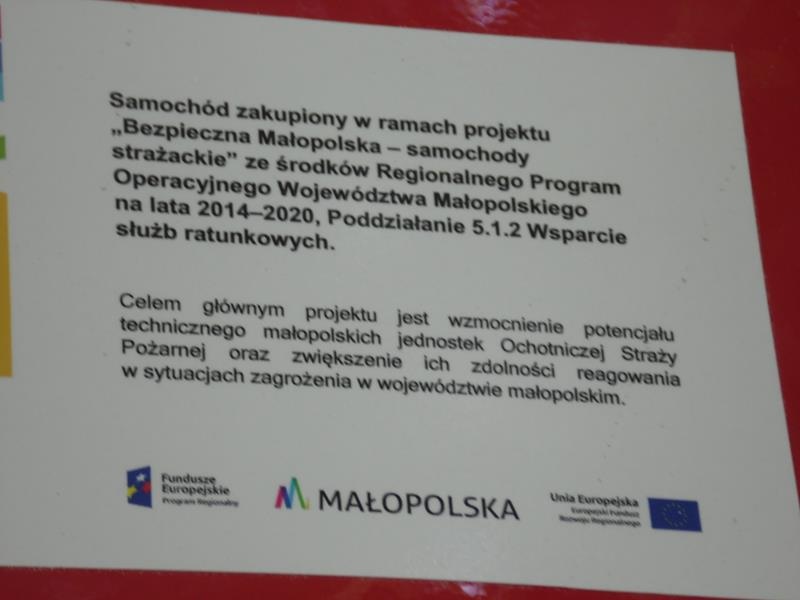 Samochód zakupiony w ramach projektu
„Bezpieczna Małopolska – samochody
strażackie” ze środków Regionalnego Program
Operacyjnego Województwa Małopolskiego
na lata 2014–2020, Poddziałanie 5.1.2 Wsparcie
służb ratunkowych.
Celem głównym projektu jest wzmocnienie potencjału
technicznego małopolskich jednostek Ochotniczej Straży
Pożarnej oraz zwiększenie ich zdolności reagowania
w sytuacjach zagrożenia w województwie małopolskim.
Fundusze
Europejskie
Program Regionalny
MAŁOPOLSKA
Unia Europejska
Europejski Fundusz
Rozwoju Regionalnego